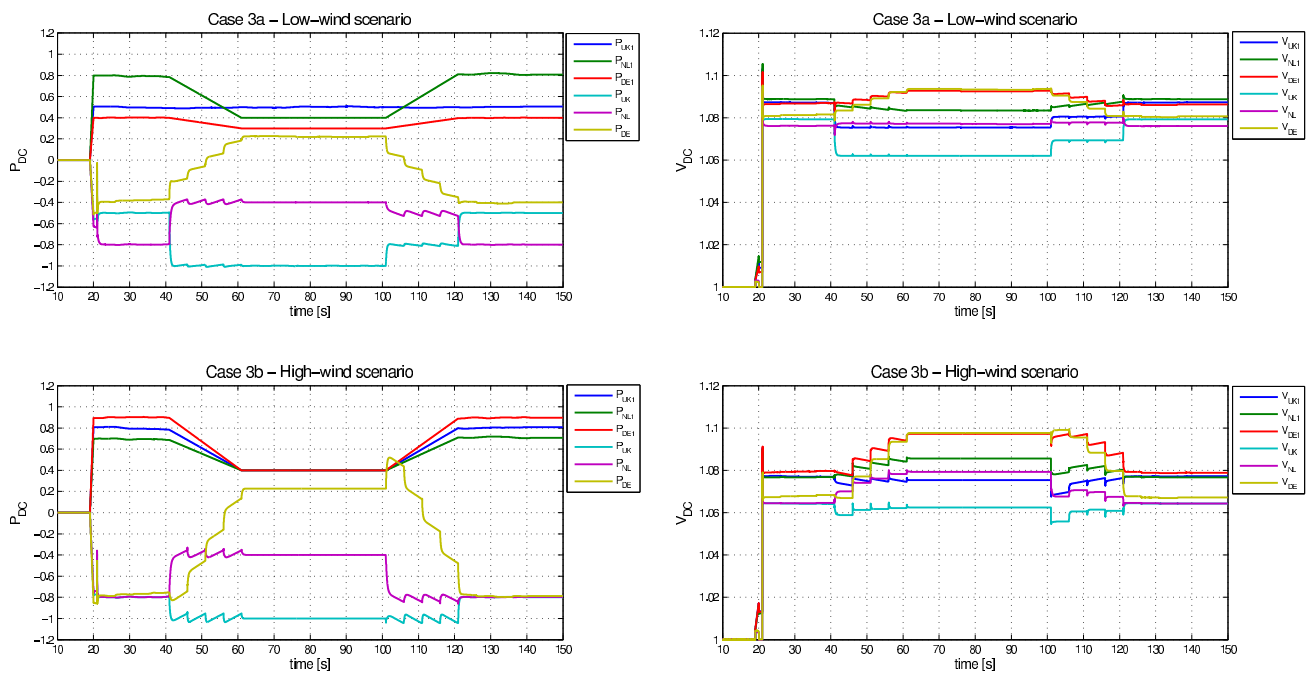 Case 3a – Low–wind scenario
1.2
1
0.8
0.6
0.4
0.2
0
−0.2
−0.4
−0.6
−0.8
−1
−1.2
P_DC
10 20 30 40 50 60 70 80 90 100 110 120 130 140 150
time [s]
P_UK1
P_NL1
P_DE1
P_UK
P_NL
P_DE
Case 3a – Low–wind scenario
1.12
1.1
1.08
1.06
1.04
1.02
1
V_DC
10 20 30 40 50 60 70 80 90 100 110 120 130 140 150
time [s]
V_UK1
V_NL1
V_DE1
V_UK
V_NL
V_DE
Case 3b – High–wind scenario
1.2
1
0.8
0.6
0.4
0.2
0
−0.2
−0.4
−0.6
−0.8
−1
−1.2
P_DC
10 20 30 40 50 60 70 80 90 100 110 120 130 140 150
time [s]
P_UK1
P_NL1
P_DE1
P_UK
P_NL
P_DE
Case 3b – High–wind scenario
1.12
1.1
1.08
1.06
1.04
1.02
1
V_DC
10 20 30 40 50 60 70 80 90 100 110 120 130 140 150
time [s]
V_UK1
V_NL1
V_DE1
V_UK
V_NL
V_DE